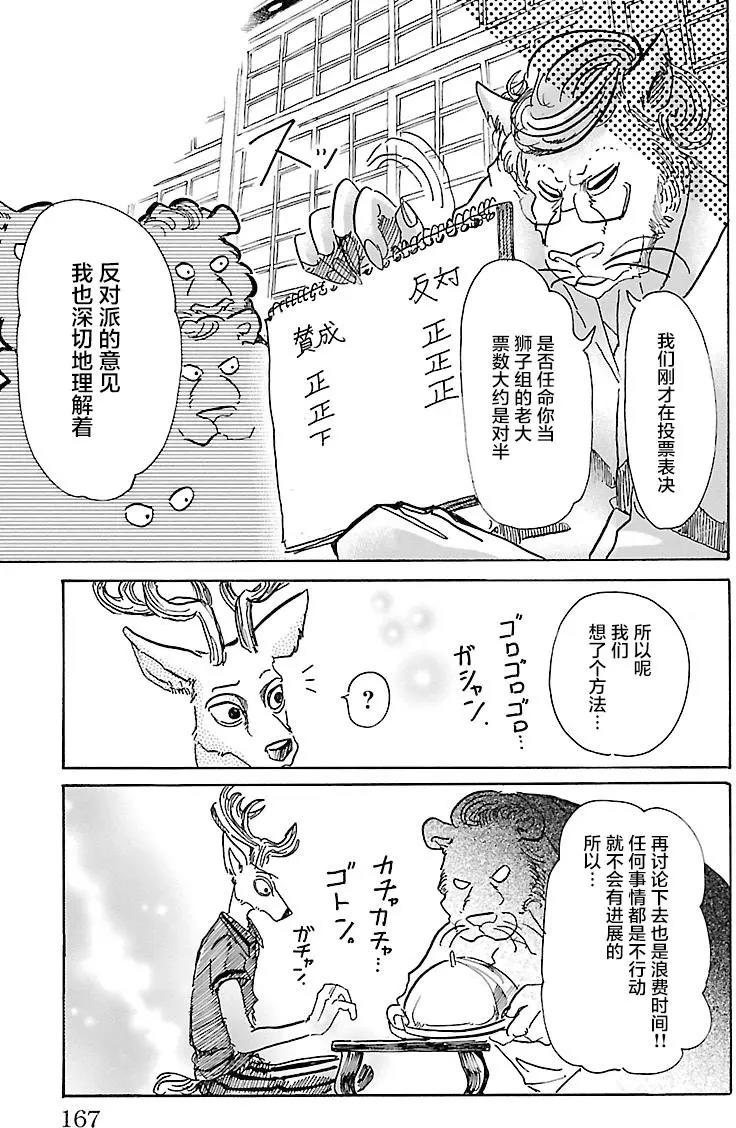 我们刚才在投票表决
是否任命你当
狮子组的老大
票数大约是对半
スッ
反対
正
正
正
賛成
正
正
下
反对派的意见
我也深切地理解着
所以呢
我们
想了个方法…
ゴロゴロゴロ…
ガシャン.
?
再讨论下去也是浪费时间!!
任何事情都是不行动
就不会有进展的
所以…
カチャカチャ…
ゴトン。
ガチャン.
167